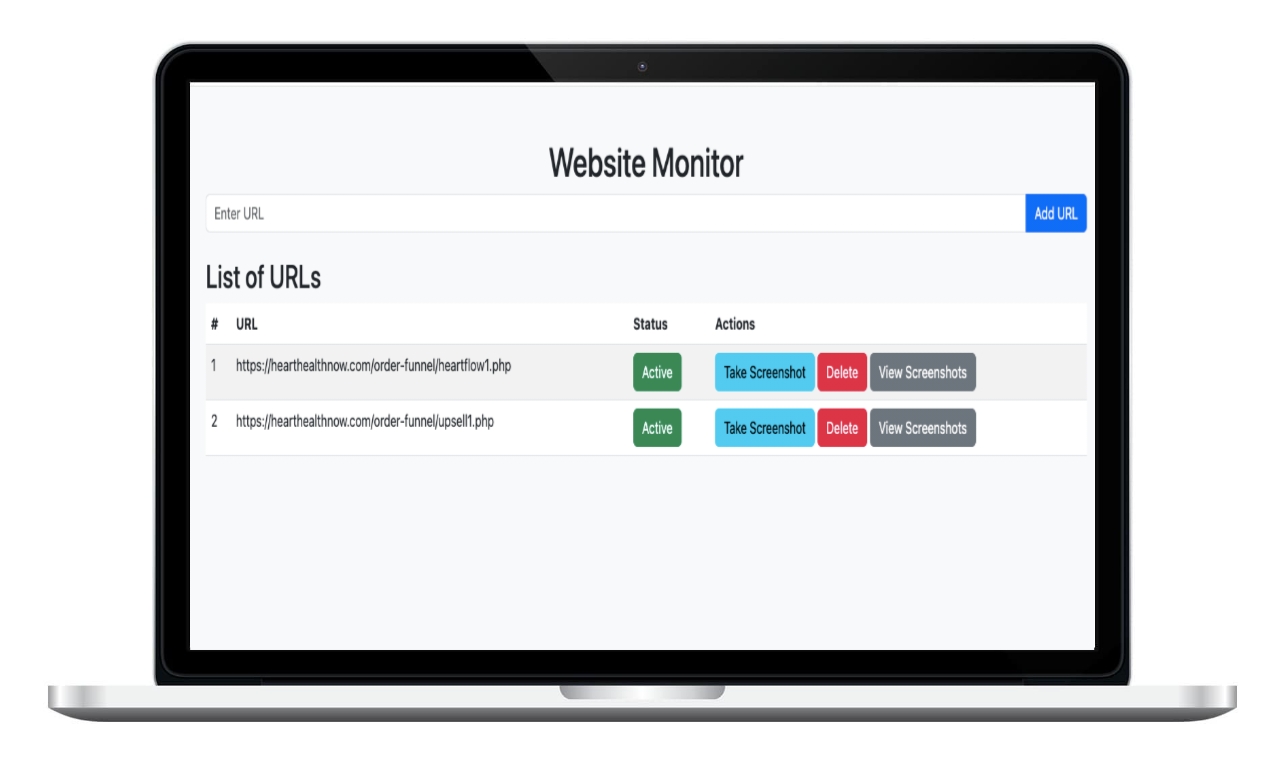 Website Monitor
Enter URL Add URL
List of URLs
# URL Status Actions
1 https://hearthealthnow.com/order-funnel/heartflow1.php Active Take Screenshot Delete View Screenshots
2 https://hearthealthnow.com/order-funnel/upsell1.php Active Take Screenshot Delete View Screenshots